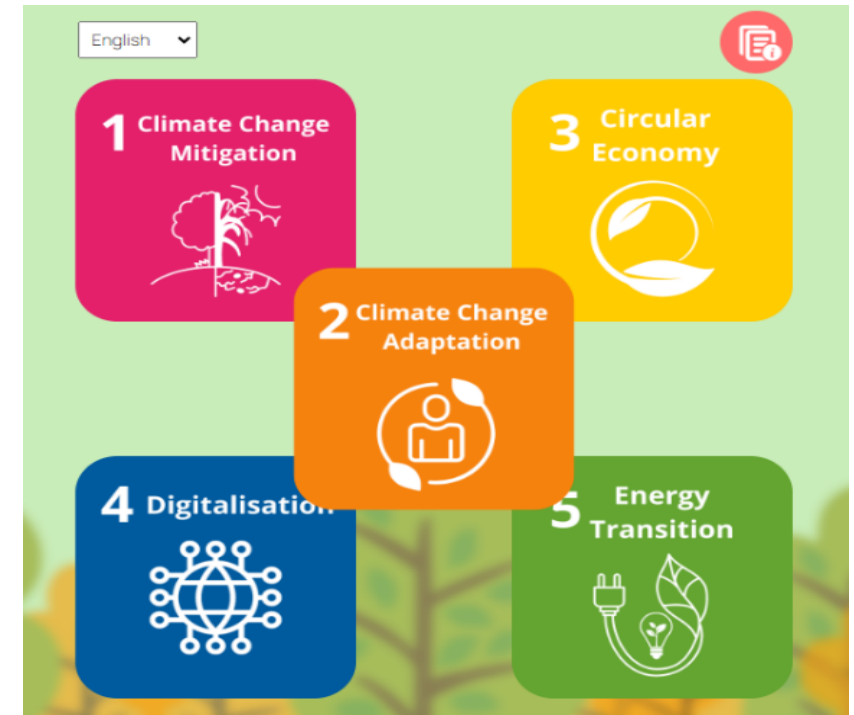 English
1 Climate Change
Mitigation
2 Climate Change
Adaptation
3 Circular
Economy
4 Digitalisation
5 Energy
Transition